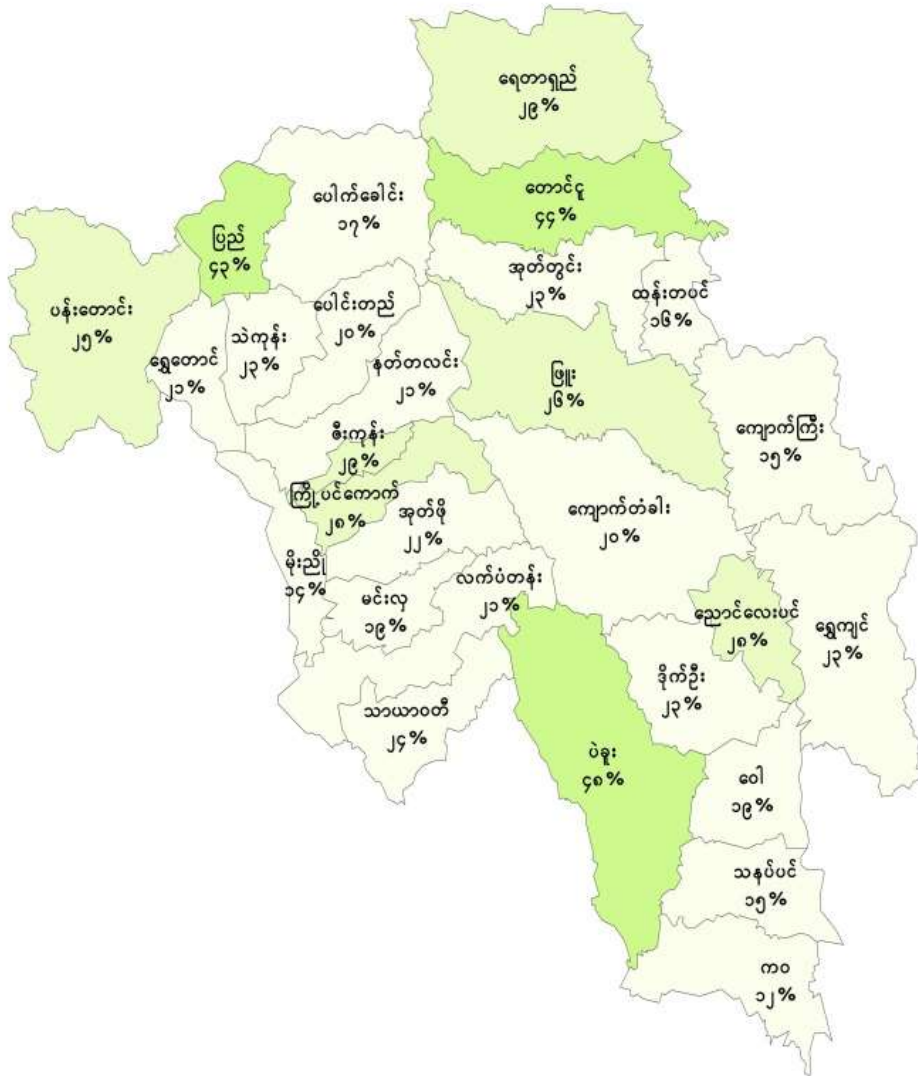 ရေတာရှည်
၂၉%
တောင်ငူ
၄၄%
ပေါက်ခေါင်း
၁၇%
ပြည်
၄၃%
အုတ်တွင်း
၂၃%
ထန်းတပင်
၁၆%
ပန်းတောင်း
၂၅%
ပေါင်းတည်
၂၀%
သဲကုန်း
၂၃%
ရွှေတောင်
၂၁%
နတ်တလင်း
၂၁%
ဖြူး
၂၆%
ကျောက်ကြီး
၁၅%
ဇီးကုန်း
၂၉%
ကြို့ပင်ကောက်
၂၈%
အုတ်ဖို
၂၂%
ကျောက်တံခါး
၂၀%
မိုးညို
၁၄%
မင်းလှ
၁၉%
လက်ပံတန်း
၂၁%
ညောင်လေးပင်
၂၈%
ရွှေကျင်
၂၃%
ဒိုက်ဦး
၂၃%
သာယာဝတီ
၂၄%
ပဲခူး
၄၈%
ဝေါ
၁၉%
သနပ်ပင်
၁၅%
ကဝ
၁၂%